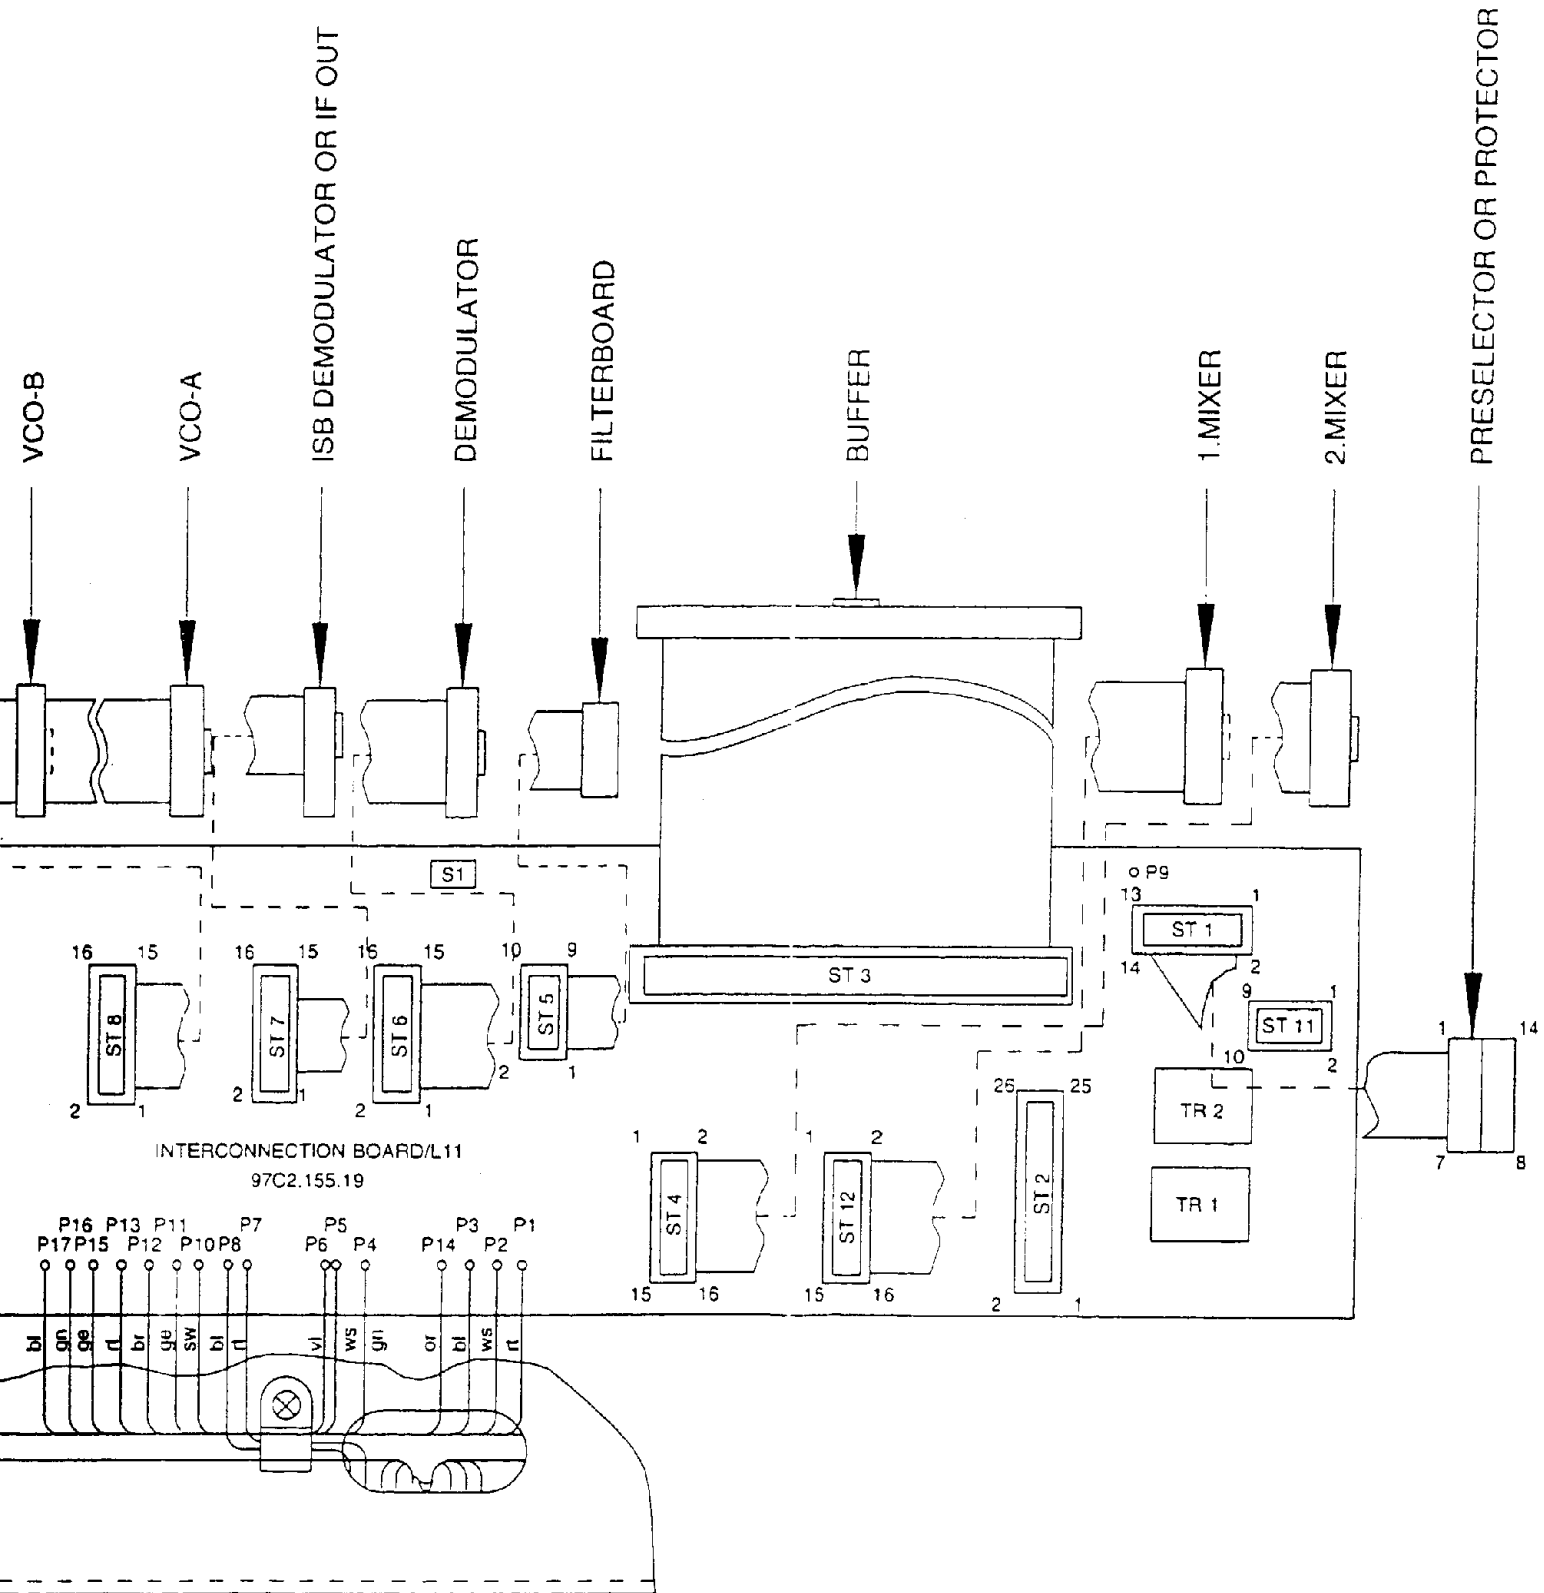 VCO-B
VCO-A
ISB DEMODULATOR OR IF OUT
DEMODULATOR
FILTERBOARD
BUFFER
1.MIXER
2.MIXER
PRESELECTOR OR PROTECTOR
S1
P9
13 1
ST 1
14 2
16 15
ST 8
2 1
16 15
ST 7
2 1
16 15
ST 6
2 1
10 9
ST 5
2 1
ST 3
9 1
ST 11
10 2
1 14
7 8
TR 2
TR 1
26 25
ST 2
2 1
1 2
ST 4
15 16
1 2
ST 12
15 16
INTERCONNECTION BOARD/L11
97C2.155.19
P16 P13 P11 P7 P5 P3 P1
P17 P15 P12 P10 P8 P6 P4 P14 P2
bl gn ge rt br ge sw bl rt vl ws gn or bl ws rt